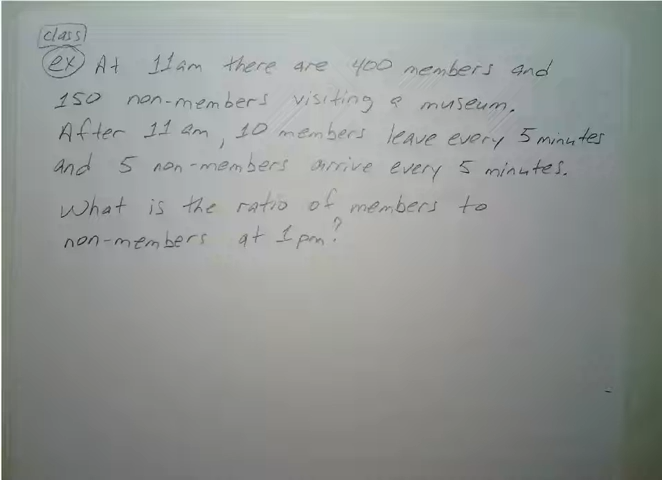 class
ex At 11am there are 400 members and
150 non-members visiting a museum.
After 11 am, 10 members leave every 5 minutes
and 5 non-members arrive every 5 minutes.
What is the ratio of members to
non-members at 1pm?